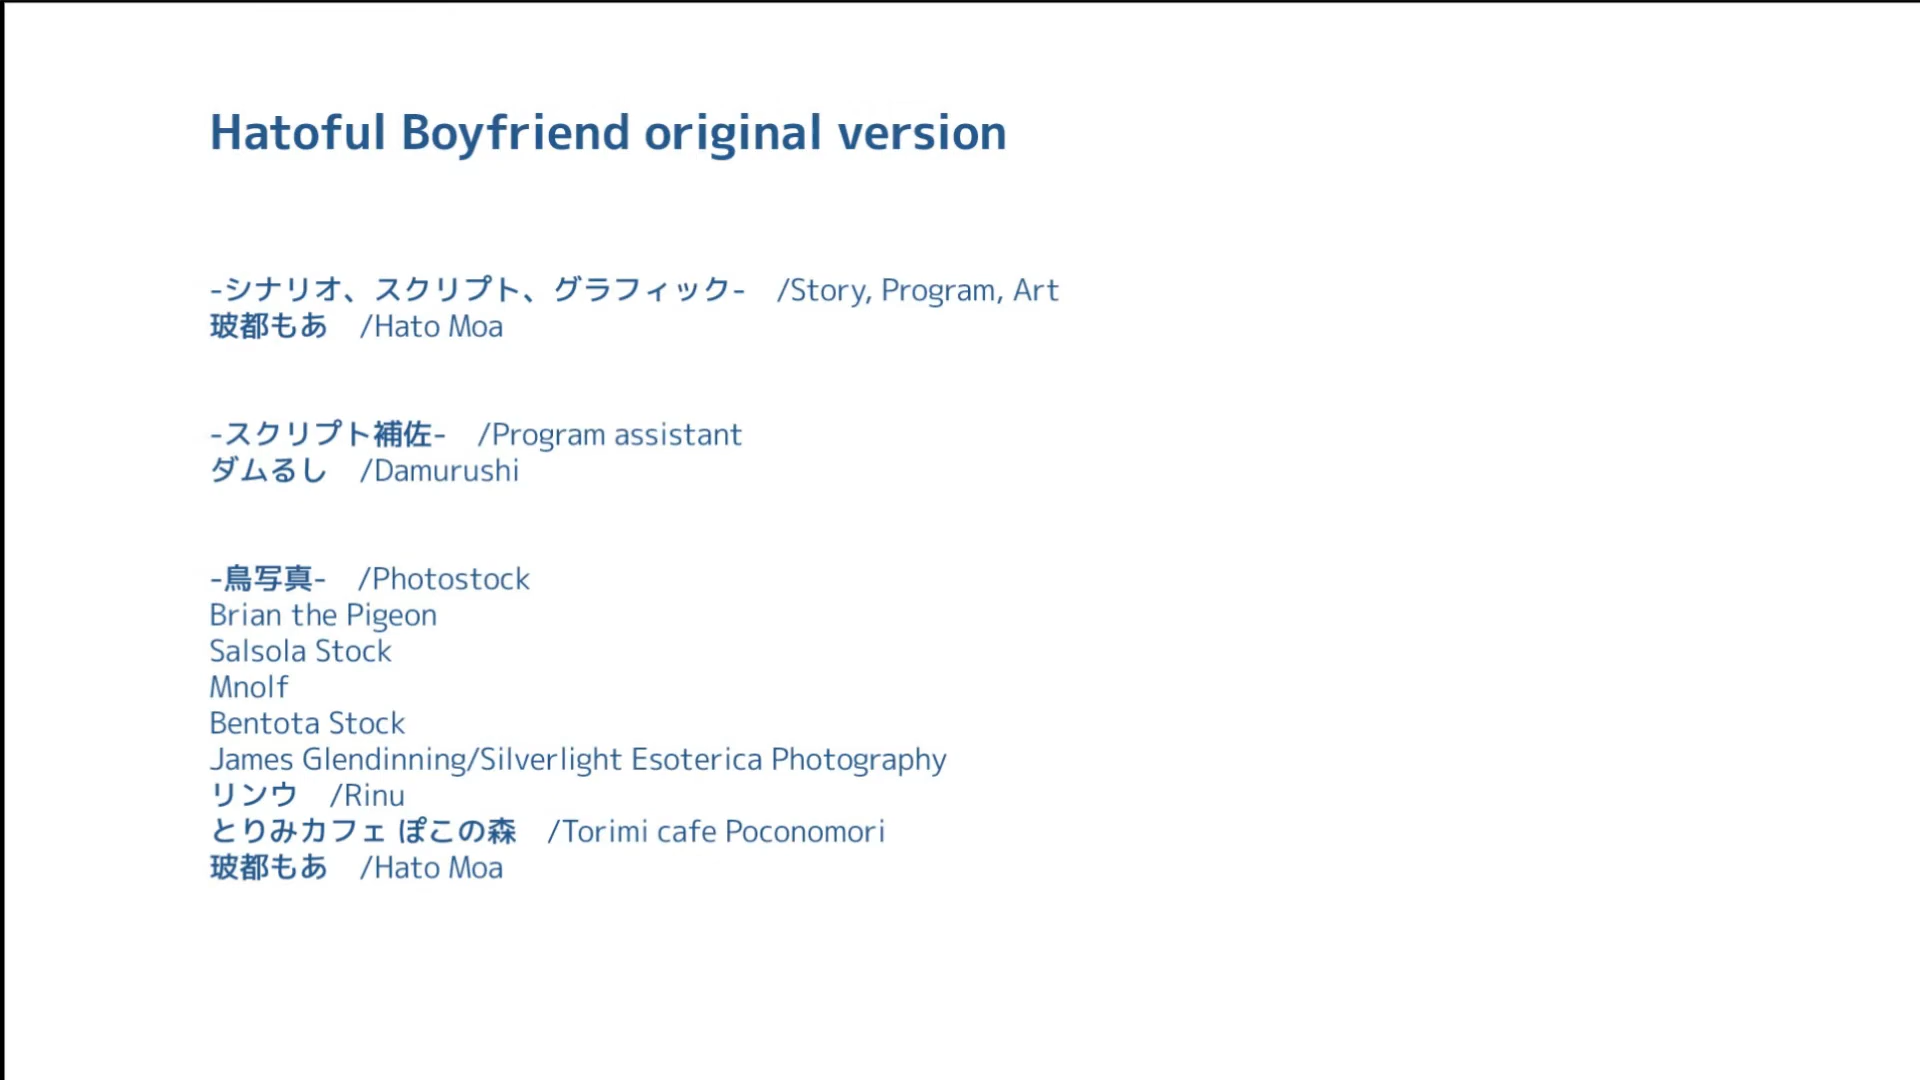 Hatoful Boyfriend original version
-シナリオ、スクリプト、グラフィック-　/Story, Program, Art
玻都もあ　/Hato Moa
-スクリプト補佐-　/Program assistant
ダムるし　/Damurushi
-鳥写真-　/Photostock
Brian the Pigeon
Salsola Stock
Mnolf
Bentota Stock
James Glendinning/Silverlight Esoterica Photography
リンウ　/Rinu
とりみカフェ ぽこの森　/Torimi cafe Poconomori
玻都もあ　/Hato Moa